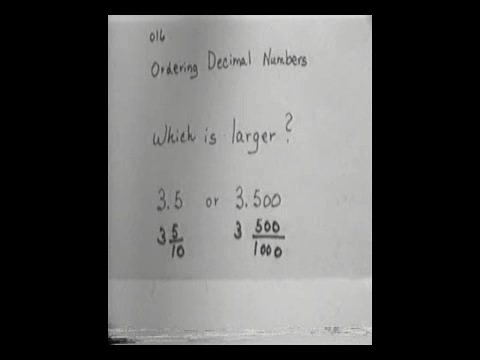 016
Ordering Decimal Numbers
Which is larger?
3.5 or 3.500
3 5/10 3 500/1000